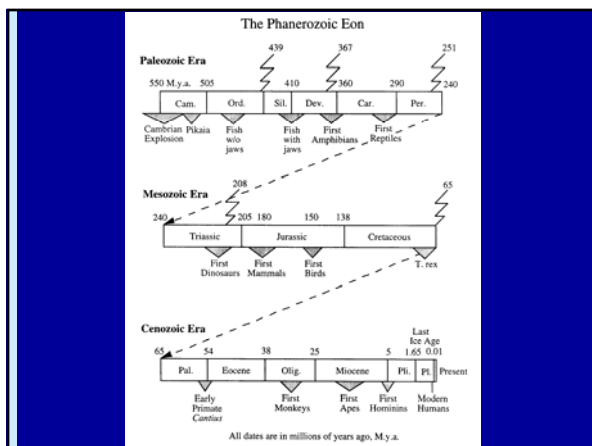 The Phanerozoic Eon
Paleozoic Era
439 367 251
550 M.y.a. 505 410 360 290 240
Cam. Ord. Sil. Dev. Car. Per.
Cambrian Pikaia Fish Fish First First
Explosion w/o with Amphibians Reptiles
jaws jaws
Mesozoic Era
208 65
240 205 180 150 138
Triassic Jurassic Cretaceous
First First First T. rex
Dinosaurs Mammals Birds
Cenozoic Era
Last
Ice Age
65 54 38 25 5 1.65 0.01
Pal. Eocene Olig. Miocene Pli. Pl. Present
Early First First First Modern
Primate Monkeys Apes Hominins Humans
Cantius
All dates are in millions of years ago, M.y.a.